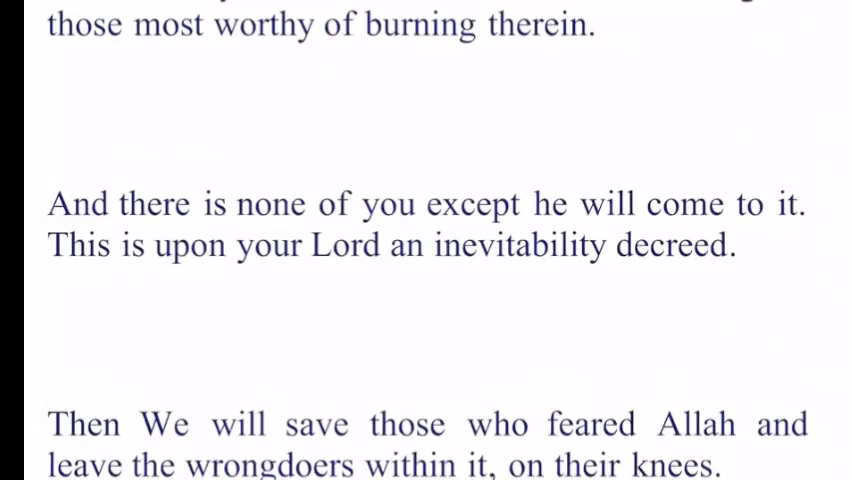 those most worthy of burning therein.
And there is none of you except he will come to it.
This is upon your Lord an inevitability decreed.
Then We will save those who feared Allah and
leave the wrongdoers within it, on their knees.